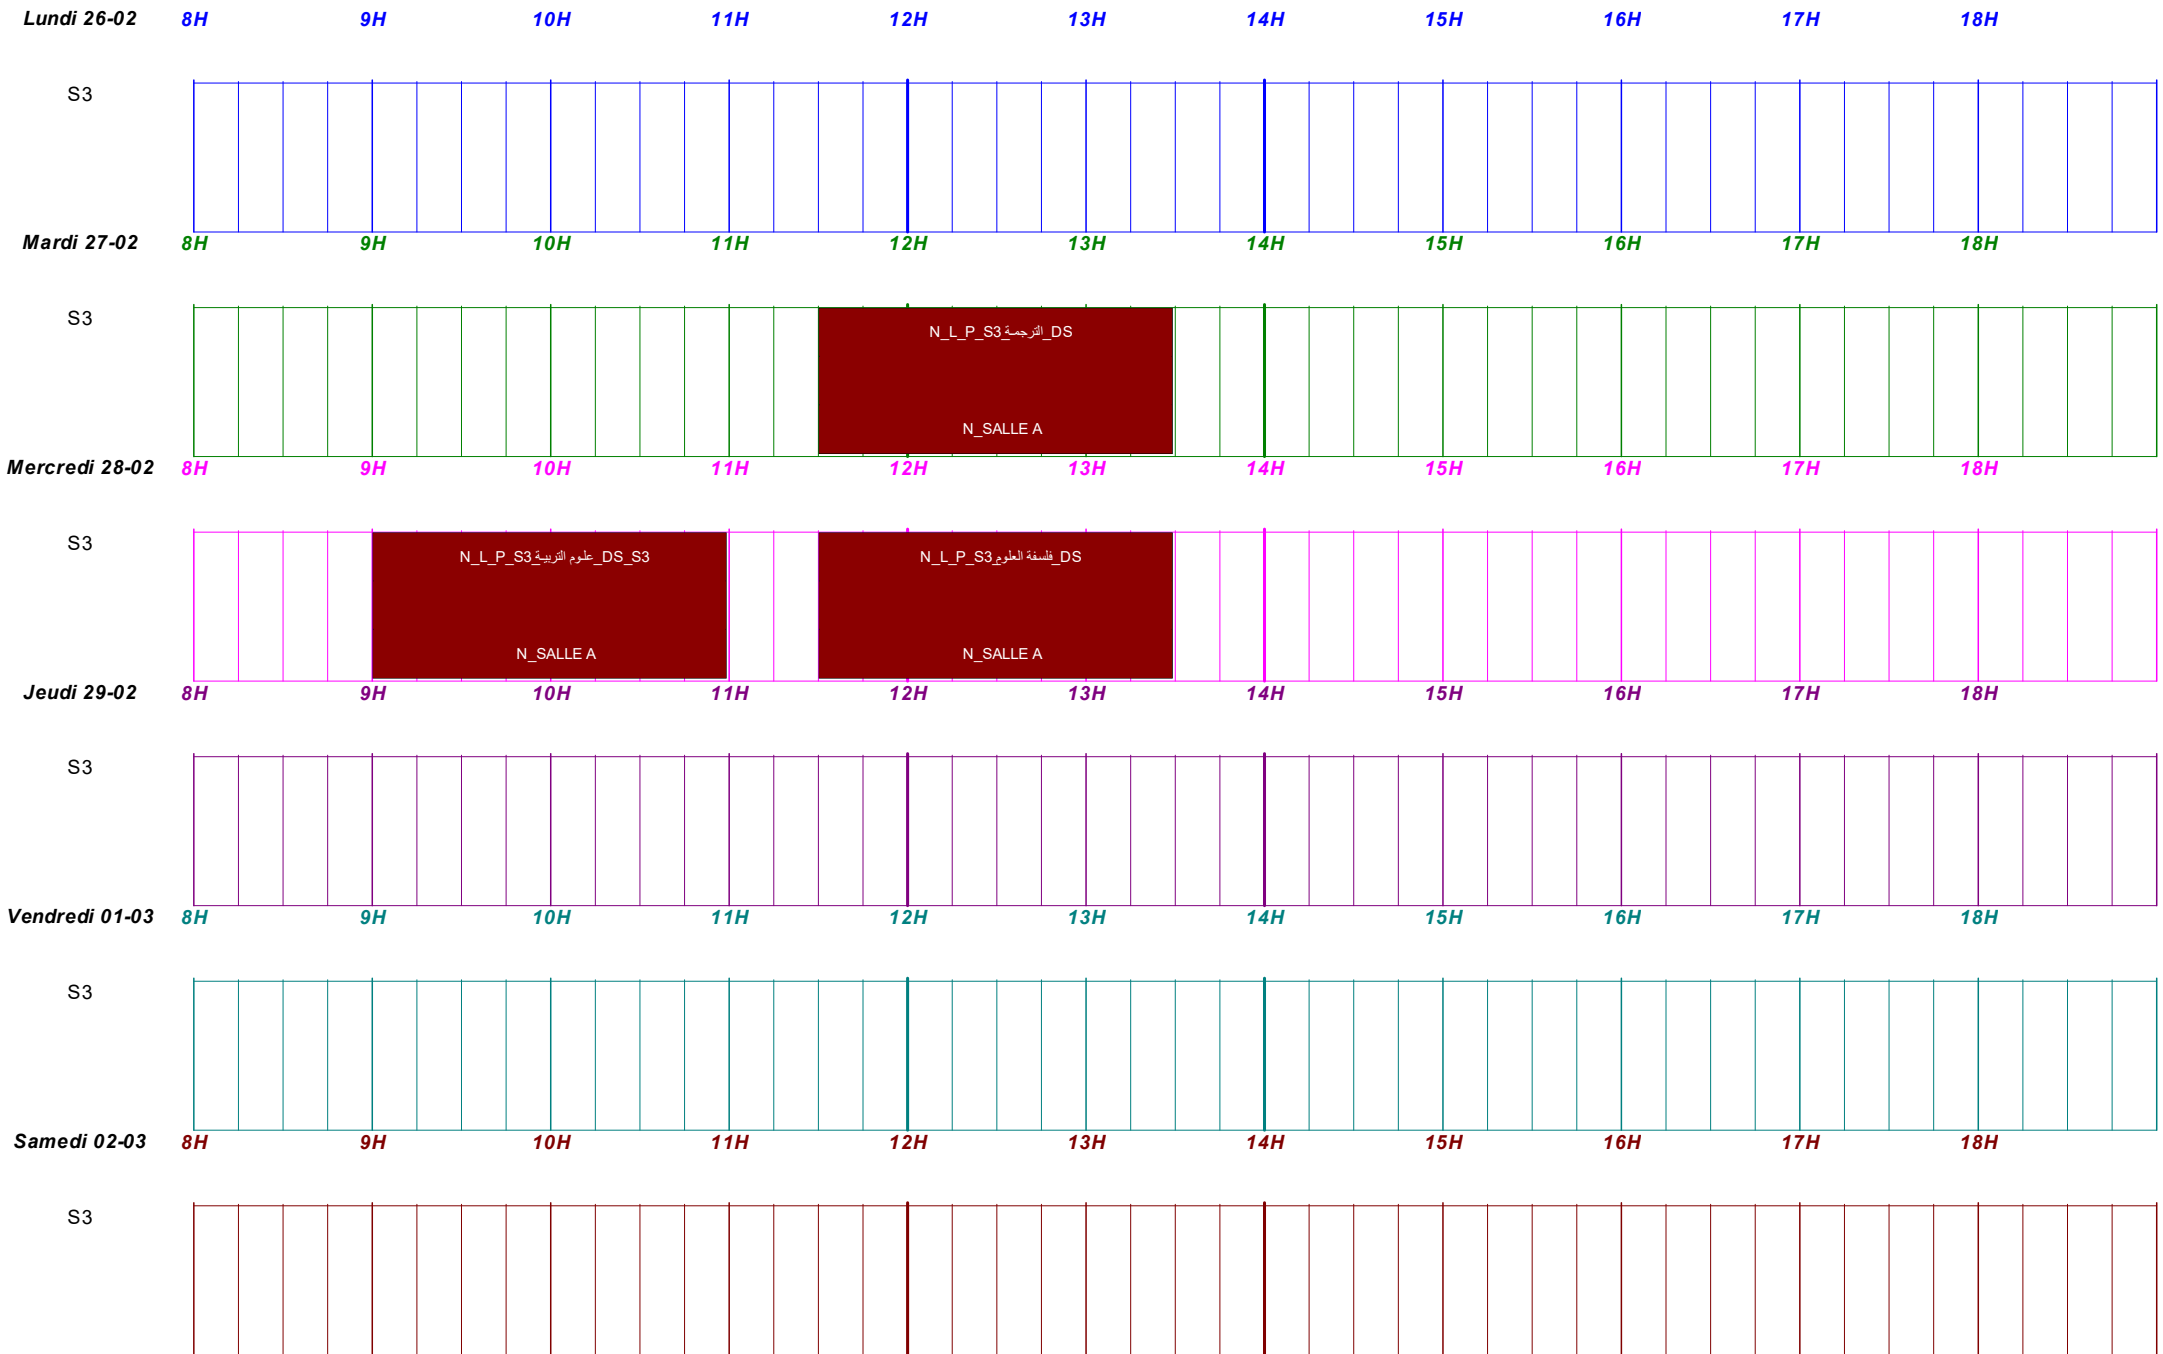 Lundi 26-02 8H 9H 10H 11H 12H 13H 14H 15H 16H 17H 18H
S3
Mardi 27-02 8H 9H 10H 11H 12H 13H 14H 15H 16H 17H 18H
S3
N_L_P_S3_الترجمة_DS
N_SALLE A
Mercredi 28-02 8H 9H 10H 11H 12H 13H 14H 15H 16H 17H 18H
S3
N_L_P_S3_علوم التربية_DS_S3
N_SALLE A
N_L_P_S3_فلسفة العلوم_DS
N_SALLE A
Jeudi 29-02 8H 9H 10H 11H 12H 13H 14H 15H 16H 17H 18H
S3
Vendredi 01-03 8H 9H 10H 11H 12H 13H 14H 15H 16H 17H 18H
S3
Samedi 02-03 8H 9H 10H 11H 12H 13H 14H 15H 16H 17H 18H
S3